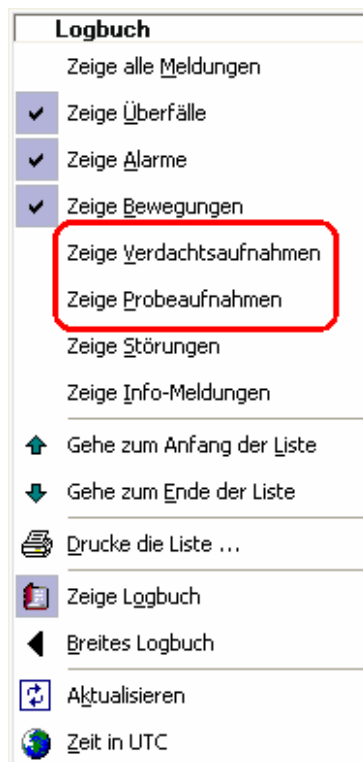 Logbuch
Zeige alle Meldungen
Zeige Überfälle
Zeige Alarme
Zeige Bewegungen
Zeige Verdachtsaufnahmen
Zeige Probeaufnahmen
Zeige Störungen
Zeige Info-Meldungen
Gehe zum Anfang der Liste
Gehe zum Ende der Liste
Drucke die Liste ...
Zeige Logbuch
Breites Logbuch
Aktualisieren
Zeit in UTC